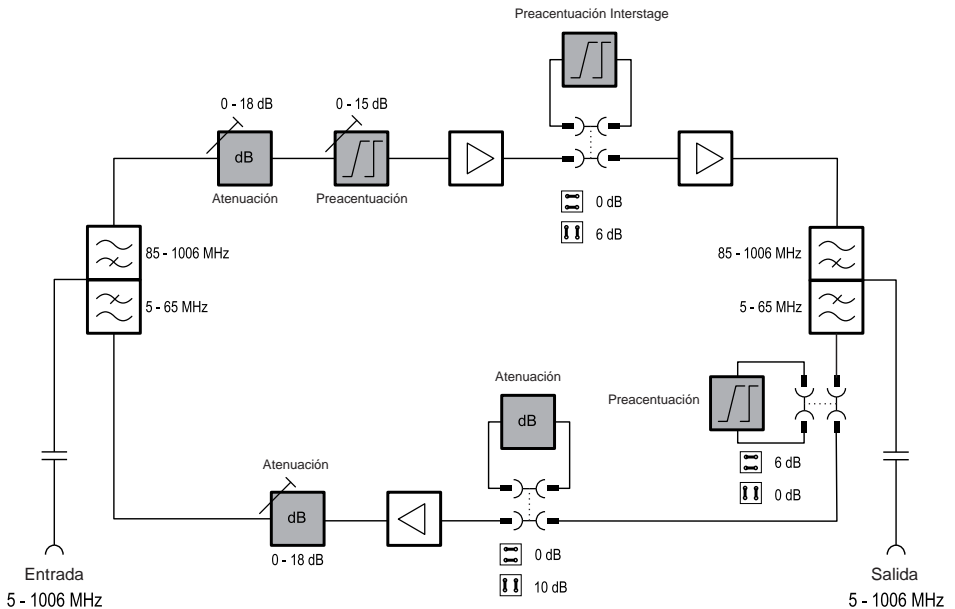 Preacentuación Interstage
0 - 18 dB
0 - 15 dB
dB
Atenuación
Preacentuación
0 dB
6 dB
85 - 1006 MHz
5 - 65 MHz
85 - 1006 MHz
5 - 65 MHz
Atenuación
dB
Preacentuación
6 dB
0 dB
Atenuación
dB
0 - 18 dB
0 dB
10 dB
Entrada
5 - 1006 MHz
Salida
5 - 1006 MHz